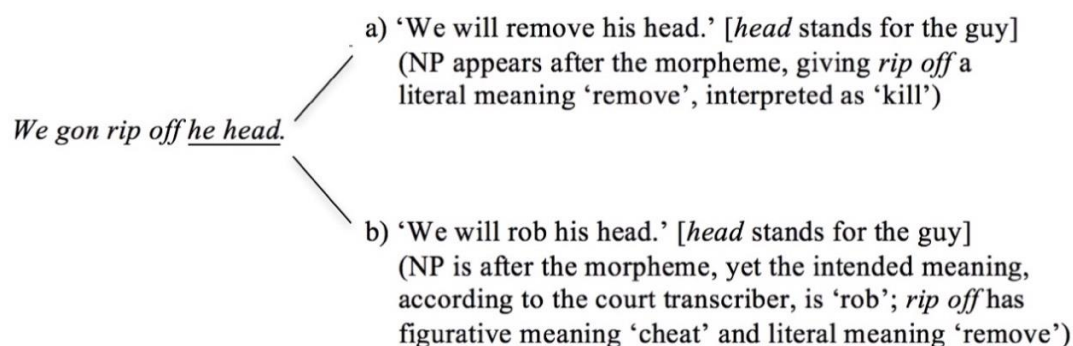 a) ‘We will remove his head.’ [head stands for the guy]
(NP appears after the morpheme, giving rip off a
literal meaning ‘remove’, interpreted as ‘kill’)
We gon rip off he head.
b) ‘We will rob his head.’ [head stands for the guy]
(NP is after the morpheme, yet the intended meaning,
according to the court transcriber, is ‘rob’; rip off has
figurative meaning ‘cheat’ and literal meaning ‘remove’)